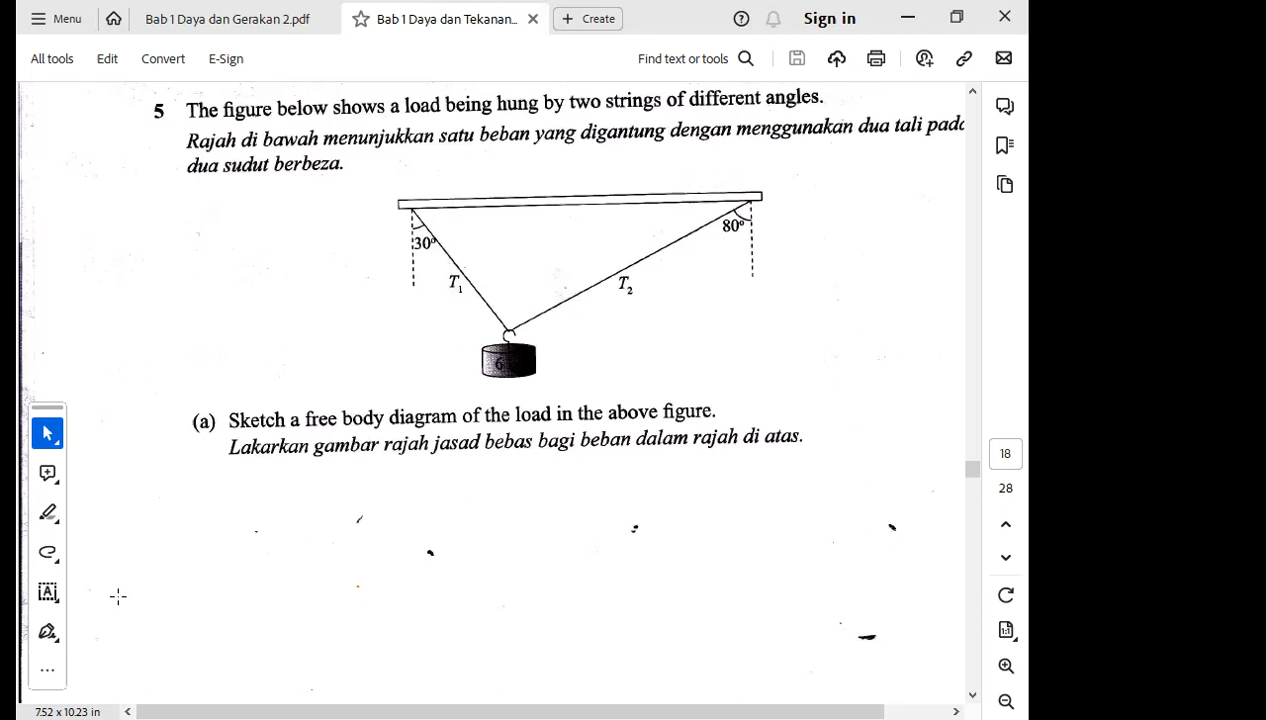 Menu
Bab 1 Daya dan Gerakan 2.pdf
Bab 1 Daya dan Tekanan...
+ Create
Sign in
All tools
Edit
Convert
E-Sign
Find text or tools
5 The figure below shows a load being hung by two strings of different angles.
Rajah di bawah menunjukkan satu beban yang digantung dengan menggunakan dua tali
dua sudut berbeza.
30°
80°
T1
T2
6
(a) Sketch a free body diagram of the load in the above figure.
Lakarkan gambar rajah jasad bebas bagi beban dalam rajah di atas.
18
28
7.52 x 10.23 in